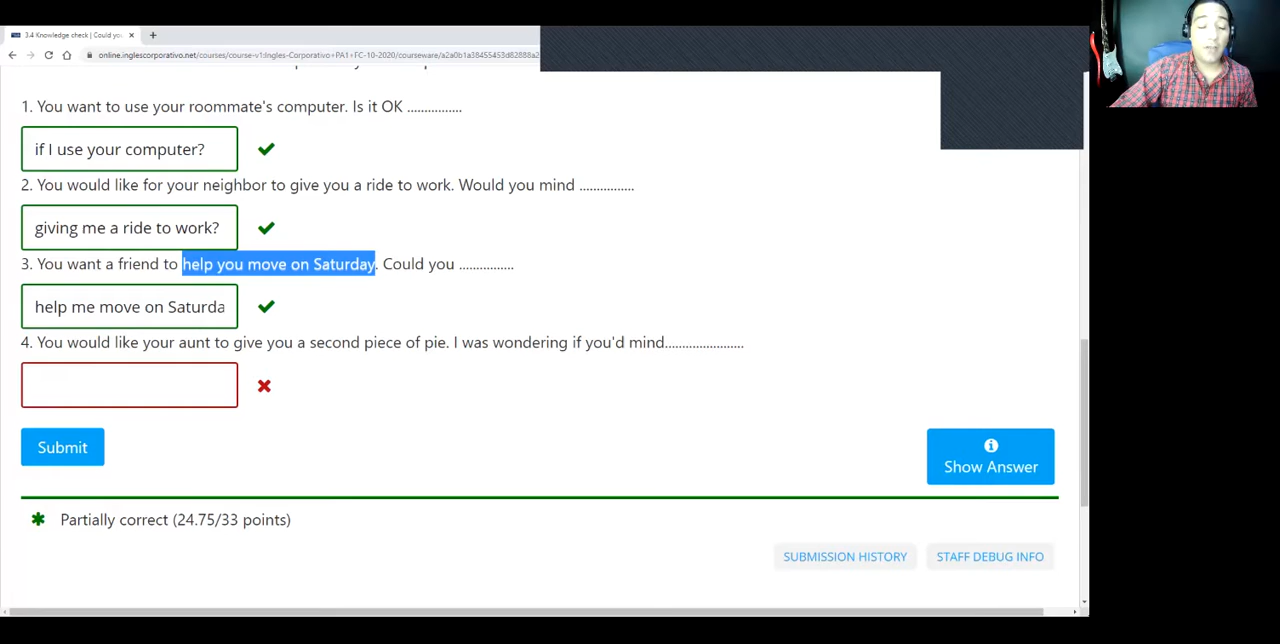 3.4 Knowledge check | Could you
online.inglescorporativo.net/courses/course-v1:Ingles-Corporativo+PA1+FC-10-2020/courseware/a2a0b1a38455453d82888a2
1. You want to use your roommate's computer. Is it OK ................
if I use your computer?
2. You would like for your neighbor to give you a ride to work. Would you mind ................
giving me a ride to work?
3. You want a friend to help you move on Saturday. Could you ................
help me move on Saturda
4. You would like your aunt to give you a second piece of pie. I was wondering if you'd mind.......................
Submit
Show Answer
Partially correct (24.75/33 points)
SUBMISSION HISTORY
STAFF DEBUG INFO